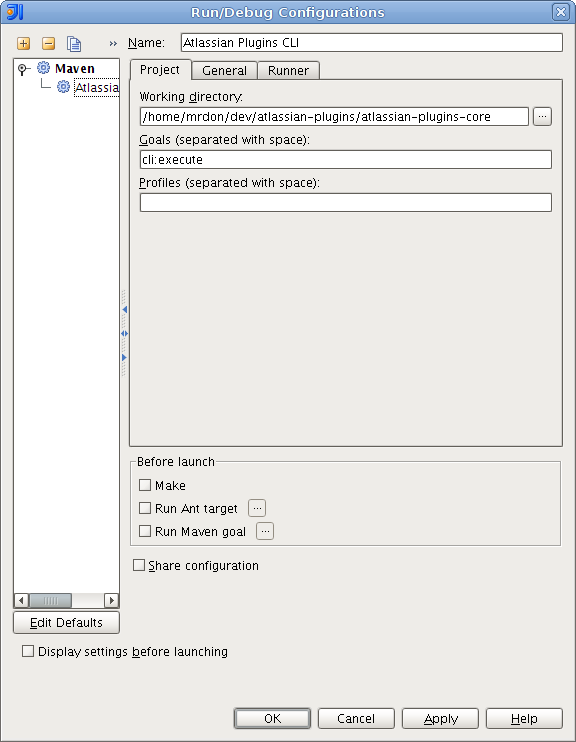 Run/Debug Configurations
Name: Atlassian Plugins CLI
Maven
Atlassia
Project General Runner
Working directory:
/home/mrdon/dev/atlassian-plugins/atlassian-plugins-core ...
Goals (separated with space):
cli:execute
Profiles (separated with space):
Before launch
Make
Run Ant target ...
Run Maven goal ...
Share configuration
Edit Defaults
Display settings before launching
OK Cancel Apply Help